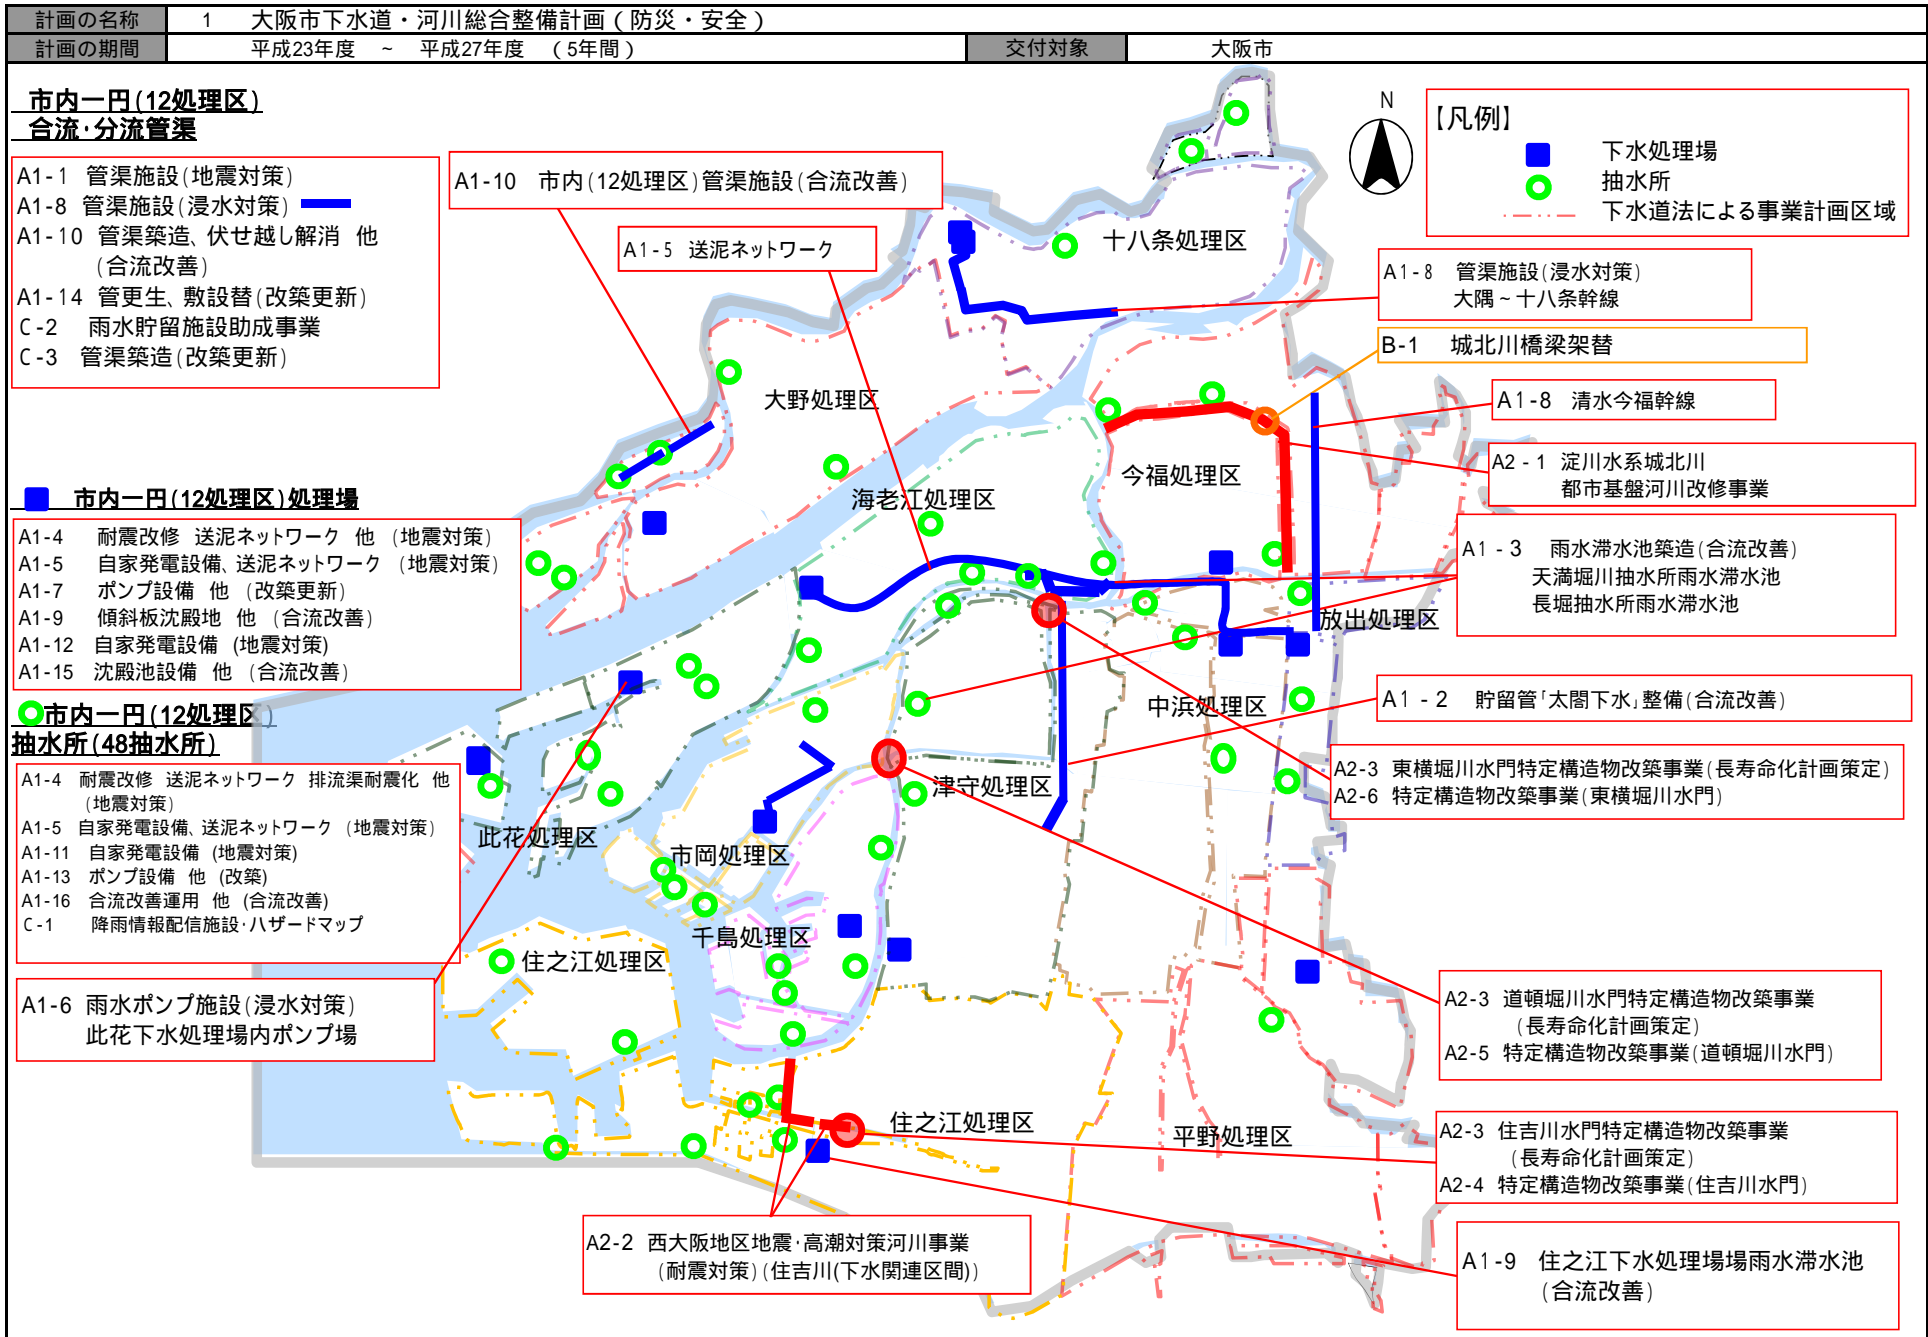 計画の名称 1 大阪市下水道・河川総合整備計画(防災・安全)
計画の期間 平成23年度 ~ 平成27年度 (5年間) 交付対象 大阪市
市内一円(12処理区)
合流・分流管渠
A1-1 管渠施設(地震対策)
A1-8 管渠施設(浸水対策)
A1-10 管渠築造、伏せ越し解消 他
(合流改善)
A1-14 管更生、敷設替(改築更新)
C-2 雨水貯留施設助成事業
C-3 管渠築造(改築更新)
A1-10 市内(12処理区)管渠施設(合流改善)
A1-5 送泥ネットワーク
N
【凡例】
下水処理場
抽水所
下水道法による事業計画区域
十八条処理区
A1-8 管渠施設(浸水対策)
大隅~十八条幹線
B-1 城北川橋梁架替
A1-8 清水今福幹線
A2-1 淀川水系城北川
都市基盤河川改修事業
大野処理区
今福処理区
海老江処理区
市内一円(12処理区)処理場
A1-4 耐震改修 送泥ネットワーク 他 (地震対策)
A1-5 自家発電設備、送泥ネットワーク (地震対策)
A1-7 ポンプ設備 他 (改築更新)
A1-9 傾斜板沈殿地 他 (合流改善)
A1-12 自家発電設備 (地震対策)
A1-15 沈殿池設備 他 (合流改善)
A1-3 雨水滞水池築造(合流改善)
天満堀川抽水所雨水滞水池
長堀抽水所雨水滞水池
放出処理区
市内一円(12処理区)
抽水所(48抽水所)
A1-4 耐震改修 送泥ネットワーク 排流渠耐震化 他
(地震対策)
A1-5 自家発電設備、送泥ネットワーク (地震対策)
A1-11 自家発電設備 (地震対策)
A1-13 ポンプ設備 他 (改築)
A1-16 合流改善運用 他 (合流改善)
C-1 降雨情報配信施設・ハザードマップ
中浜処理区
A1-2 貯留管「太閤下水」整備(合流改善)
A2-3 東横堀川水門特定構造物改築事業(長寿命化計画策定)
A2-6 特定構造物改築事業(東横堀川水門)
津守処理区
此花処理区
市岡処理区
千島処理区
住之江処理区
A1-6 雨水ポンプ施設(浸水対策)
此花下水処理場内ポンプ場
A2-3 道頓堀川水門特定構造物改築事業
(長寿命化計画策定)
A2-5 特定構造物改築事業(道頓堀川水門)
住之江処理区
平野処理区
A2-3 住吉川水門特定構造物改築事業
(長寿命化計画策定)
A2-4 特定構造物改築事業(住吉川水門)
A2-2 西大阪地区地震・高潮対策河川事業
(耐震対策)(住吉川(下水関連区間))
A1-9 住之江下水処理場場雨水滞水池
(合流改善)